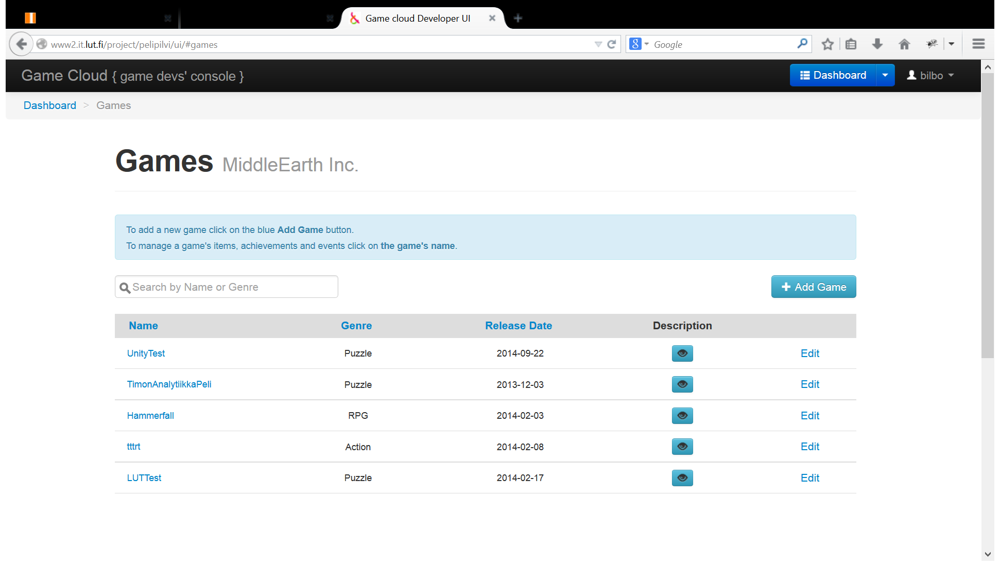 Game cloud Developer UI
www2.it.lut.fi/project/pelipilvi/ui/#games
8 Google
Game Cloud { game devs' console }
Dashboard
bilbo
Dashboard > Games
Games MiddleEarth Inc.
To add a new game click on the blue Add Game button.
To manage a game's items, achievements and events click on the game's name.
Search by Name or Genre
+ Add Game
Name Genre Release Date Description
UnityTest Puzzle 2014-09-22 Edit
TimonAnalytiikkaPeli Puzzle 2013-12-03 Edit
Hammerfall RPG 2014-02-03 Edit
tttrt Action 2014-02-08 Edit
LUTTest Puzzle 2014-02-17 Edit